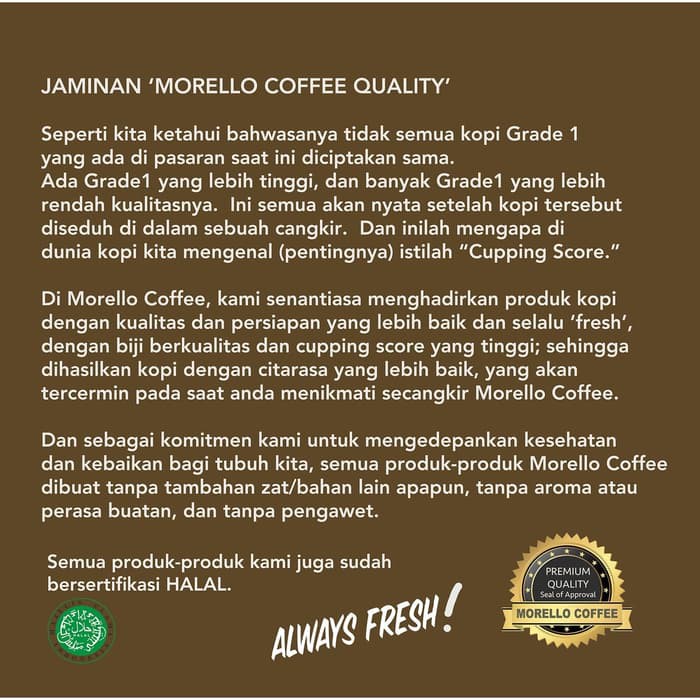 JAMINAN ‘MORELLO COFFEE QUALITY’
Seperti kita ketahui bahwasanya tidak semua kopi Grade 1
yang ada di pasaran saat ini diciptakan sama.
Ada Grade1 yang lebih tinggi, dan banyak Grade1 yang lebih
rendah kualitasnya.  Ini semua akan nyata setelah kopi tersebut
diseduh di dalam sebuah cangkir.  Dan inilah mengapa di
dunia kopi kita mengenal (pentingnya) istilah “Cupping Score.”
Di Morello Coffee, kami senantiasa menghadirkan produk kopi
dengan kualitas dan persiapan yang lebih baik dan selalu ‘fresh’,
dengan biji berkualitas dan cupping score yang tinggi; sehingga
dihasilkan kopi dengan citarasa yang lebih baik, yang akan
tercermin pada saat anda menikmati secangkir Morello Coffee.
Dan sebagai komitmen kami untuk mengedepankan kesehatan
dan kebaikan bagi tubuh kita, semua produk-produk Morello Coffee
dibuat tanpa tambahan zat/bahan lain apapun, tanpa aroma atau
perasa buatan, dan tanpa pengawet.
Semua produk-produk kami juga sudah
bersertifikasi HALAL.
حلال
ALWAYS FRESH!
PREMIUM
QUALITY
Seal of Approval
MORELLO COFFEE